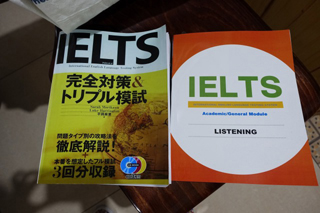 IELTS
International English Language Testing System
完全対策&
トリプル模試
問題タイプ別の攻略法を
徹底解説!
+
本番を想定したフル模試
3回分収録
IELTS
Academic/General Module
LISTENING